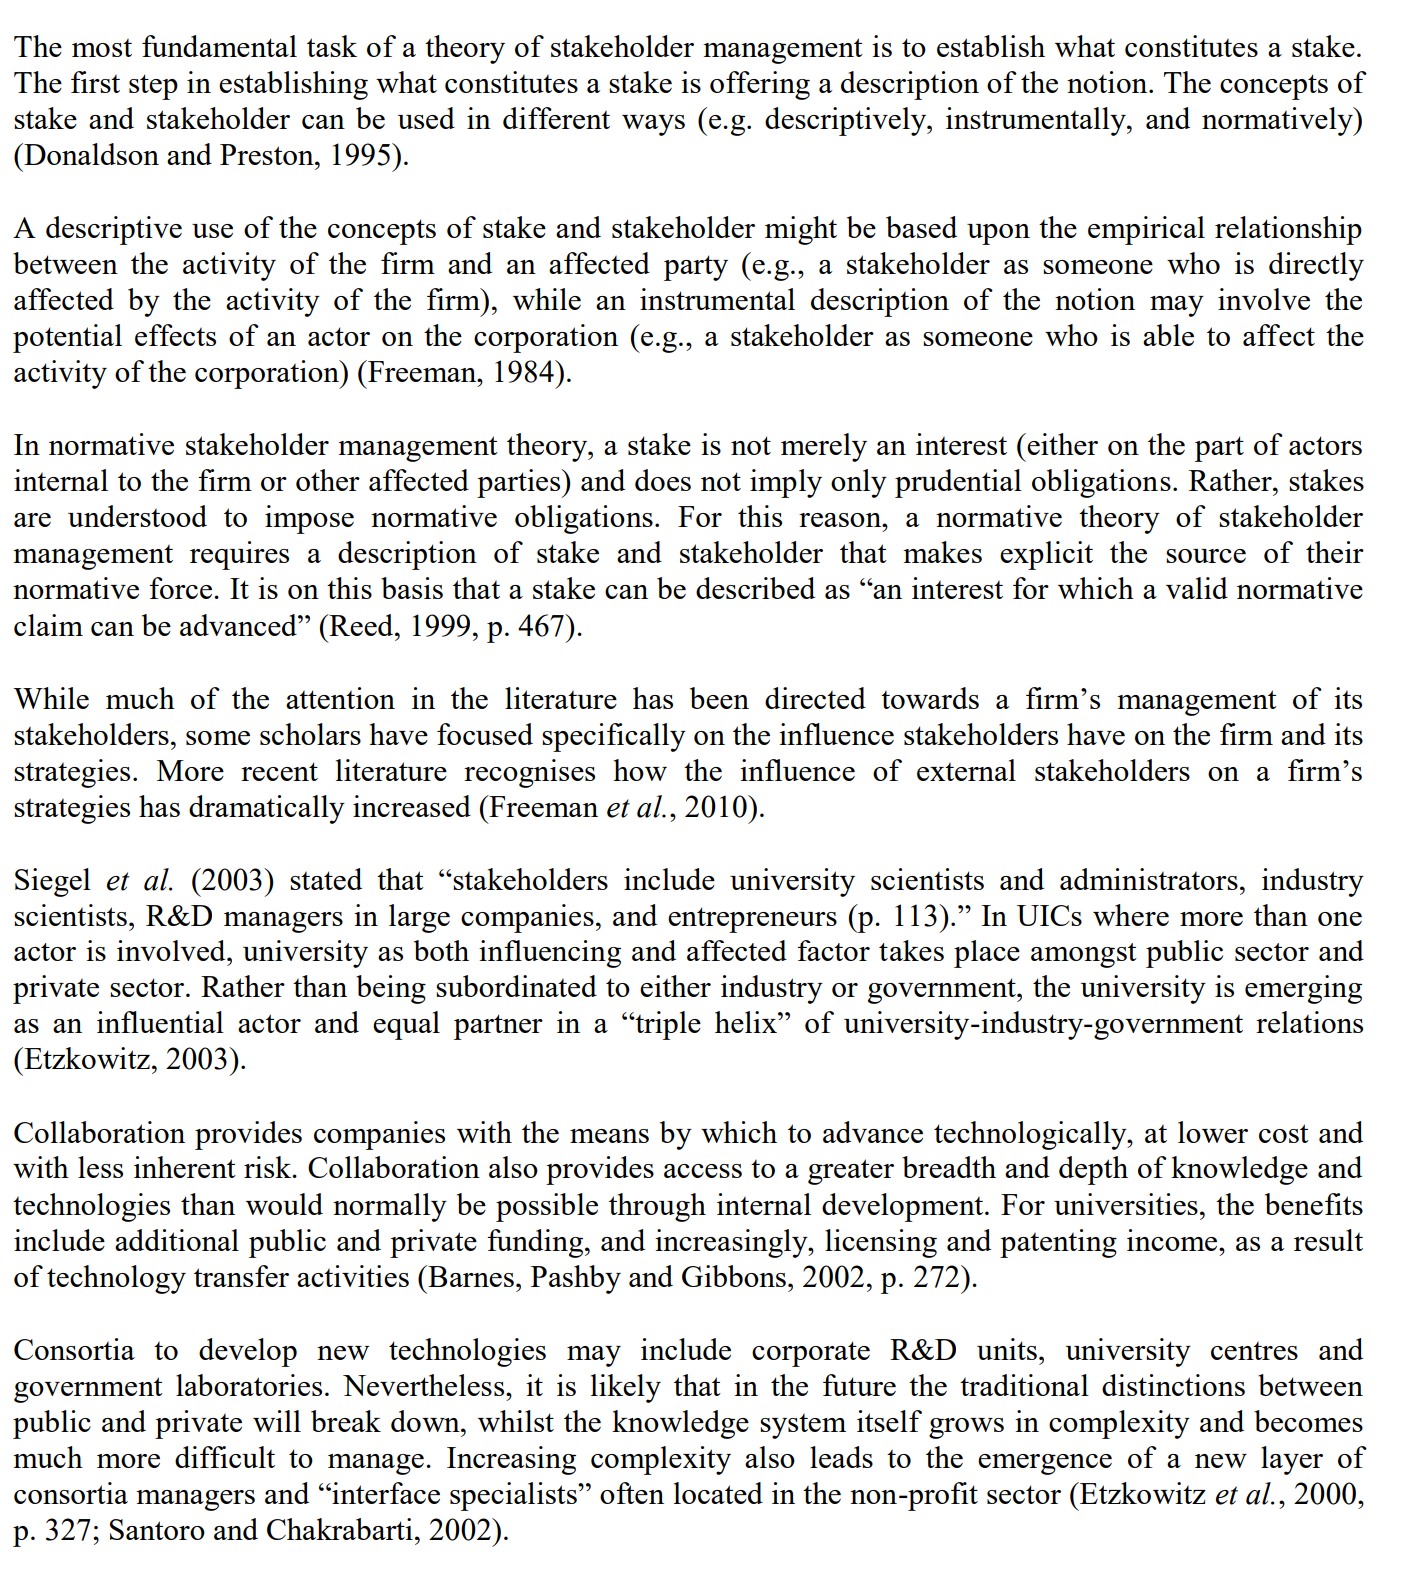 The most fundamental task of a theory of stakeholder management is to establish what constitutes a stake.
The first step in establishing what constitutes a stake is offering a description of the notion. The concepts of
stake and stakeholder can be used in different ways (e.g. descriptively, instrumentally, and normatively)
(Donaldson and Preston, 1995).
A descriptive use of the concepts of stake and stakeholder might be based upon the empirical relationship
between the activity of the firm and an affected party (e.g., a stakeholder as someone who is directly
affected by the activity of the firm), while an instrumental description of the notion may involve the
potential effects of an actor on the corporation (e.g., a stakeholder as someone who is able to affect the
activity of the corporation) (Freeman, 1984).
In normative stakeholder management theory, a stake is not merely an interest (either on the part of actors
internal to the firm or other affected parties) and does not imply only prudential obligations. Rather, stakes
are understood to impose normative obligations. For this reason, a normative theory of stakeholder
management requires a description of stake and stakeholder that makes explicit the source of their
normative force. It is on this basis that a stake can be described as “an interest for which a valid normative
claim can be advanced” (Reed, 1999, p. 467).
While much of the attention in the literature has been directed towards a firm’s management of its
stakeholders, some scholars have focused specifically on the influence stakeholders have on the firm and its
strategies. More recent literature recognises how the influence of external stakeholders on a firm’s
strategies has dramatically increased (Freeman et al., 2010).
Siegel et al. (2003) stated that “stakeholders include university scientists and administrators, industry
scientists, R&D managers in large companies, and entrepreneurs (p. 113).” In UICs where more than one
actor is involved, university as both influencing and affected factor takes place amongst public sector and
private sector. Rather than being subordinated to either industry or government, the university is emerging
as an influential actor and equal partner in a “triple helix” of university-industry-government relations
(Etzkowitz, 2003).
Collaboration provides companies with the means by which to advance technologically, at lower cost and
with less inherent risk. Collaboration also provides access to a greater breadth and depth of knowledge and
technologies than would normally be possible through internal development. For universities, the benefits
include additional public and private funding, and increasingly, licensing and patenting income, as a result
of technology transfer activities (Barnes, Pashby and Gibbons, 2002, p. 272).
Consortia to develop new technologies may include corporate R&D units, university centres and
government laboratories. Nevertheless, it is likely that in the future the traditional distinctions between
public and private will break down, whilst the knowledge system itself grows in complexity and becomes
much more difficult to manage. Increasing complexity also leads to the emergence of a new layer of
consortia managers and “interface specialists” often located in the non-profit sector (Etzkowitz et al., 2000,
p. 327; Santoro and Chakrabarti, 2002).